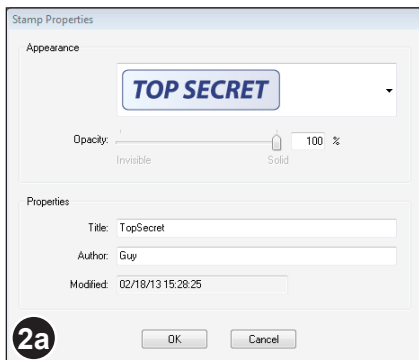 Stamp Properties
Appearance
TOP SECRET
Opacity: 100 %
Invisible Solid
Properties
Title: TopSecret
Author: Guy
Modified: 02/18/13 15:28:25
2a OK Cancel